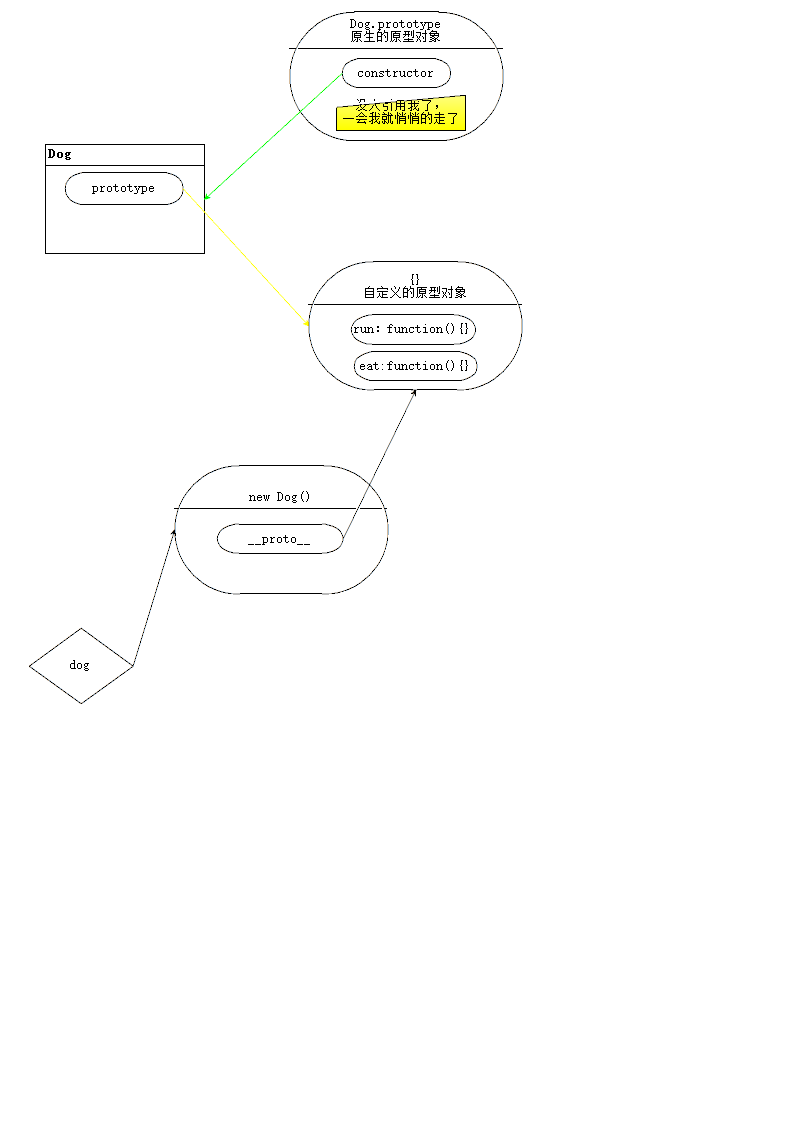 Dog.prototype
原生的原型对象
constructor
没人引用我了，
一会我就悄悄的走了
Dog
prototype
{}
自定义的原型对象
run: function(){}
eat:function(){}
new Dog()
__proto__
dog